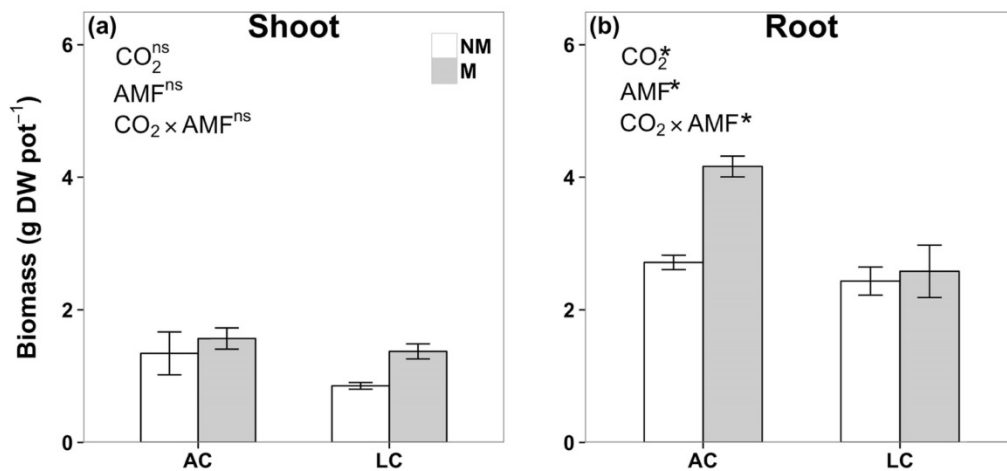 (a) Shoot
CO₂ⁿˢ
AMFⁿˢ
CO₂ × AMFⁿˢ
NM
M
6
4
2
0
Biomass (g DW pot⁻¹)
AC LC
(b) Root
CO₂*
AMF*
CO₂ × AMF*
6
4
2
0
AC LC